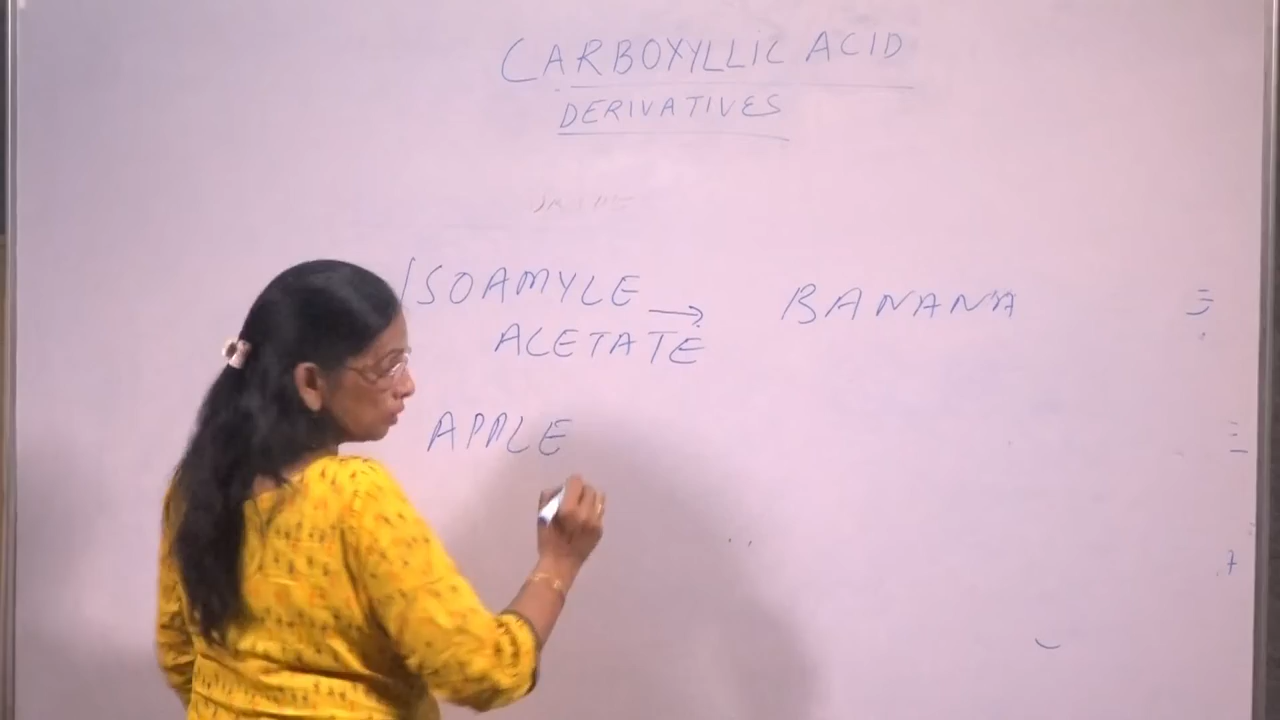 CARBOXYLLIC ACID
DERIVATIVES
ISOAMYLE → BANANA
ACETATE
APPLE